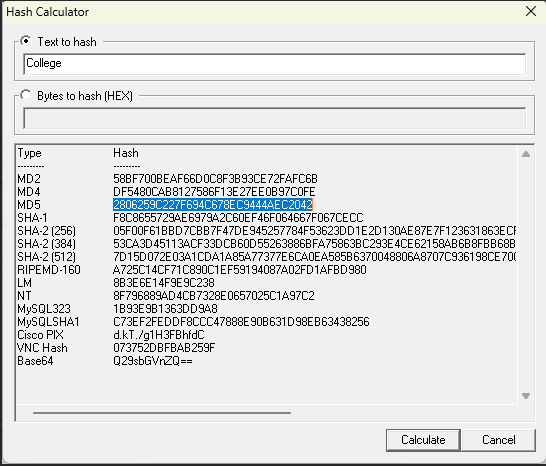 Hash Calculator
Text to hash
College
Bytes to hash (HEX)
Type Hash
--------- ---------
MD2 58BF700BEAF66D0C8F3B93CE72FAFC6B
MD4 DF5480CAB8127586F13E27EE0B97C0FE
MD5 2806259C227F694C678EC9444AEC2042
SHA-1 F8C8655729AE6979A2C60EF46F064667F067CECC
SHA-2 (256) 05F00F61BBD7CBB7F47DE945257784F53623DD1E2D130AE87E7F123631863ECF
SHA-2 (384) 53CA3D45113ACF33DCB60D55263886BFA75863BC293E4CE62158AB6B8FBB68B
SHA-2 (512) 7D15D072E03A1CDA1A85A77377E6CA0EA585B6370048806A8707C936198CE700
RIPEMD-160 A725C14CF71C890C1EF59194087A02FD1AFBD980
LM 8B3E6E14F9E9C238
NT 8F796889AD4CB7328E0657025C1A97C2
MySQL323 1B93E9B1363DD9A8
MySQLSHA1 C73EF2FEDDF8CCC47888E90B631D98EB63438256
Cisco PIX d.kT./g1H3FBhfdC
VNC Hash 073752DBFBAB259F
Base64 Q29sbGVnZQ==
Calculate Cancel